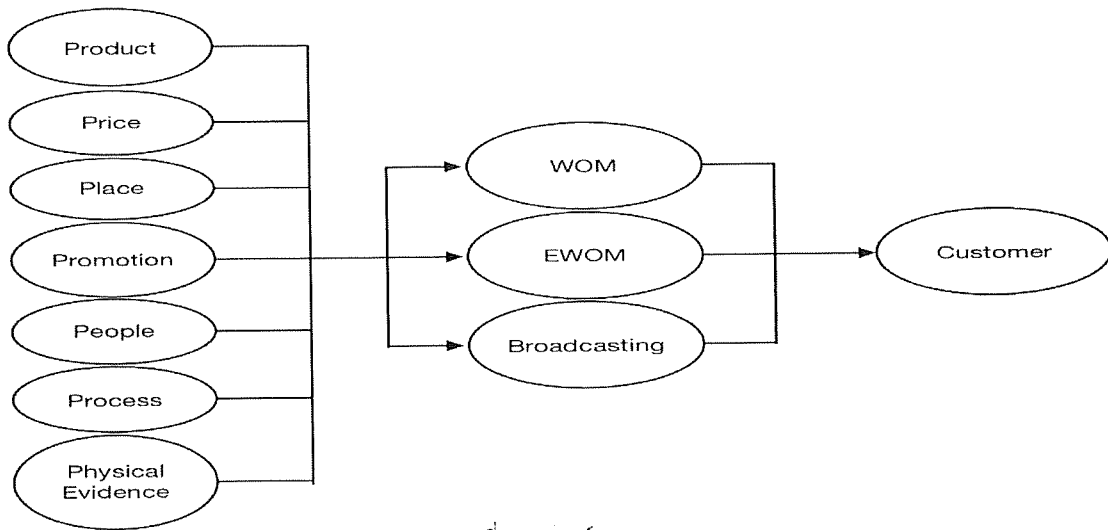 Product
Price
Place
Promotion
People
Process
Physical
Evidence
WOM
EWOM
Broadcasting
Customer